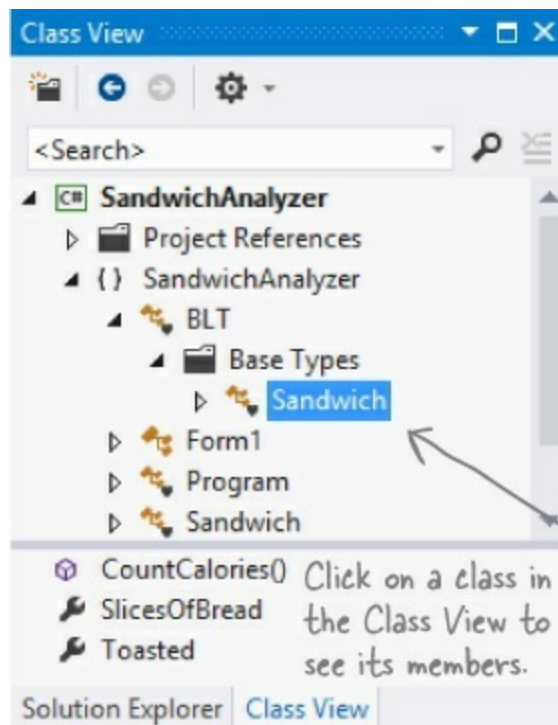 Class View
<Search>
C# SandwichAnalyzer
Project References
{ } SandwichAnalyzer
BLT
Base Types
Sandwich
Form1
Program
Sandwich
CountCalories()
SlicesOfBread
Toasted
Click on a class in
the Class View to
see its members.
Solution Explorer Class View